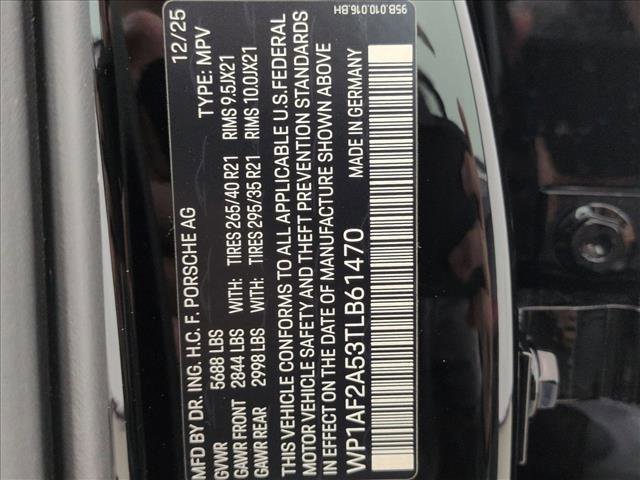 MFD BY DR. ING. H.C. F. PORSCHE AG 12/25
GVWR 5688 LBS TYPE: MPV
GAWR FRONT 2844 LBS WITH: TIRES 265/40 R21 RIMS 9.5JX21
GAWR REAR 2998 LBS WITH: TIRES 295/35 R21 RIMS 10.0JX21
THIS VEHICLE CONFORMS TO ALL APPLICABLE U.S.FEDERAL
MOTOR VEHICLE SAFETY AND THEFT PREVENTION STANDARDS
IN EFFECT ON THE DATE OF MANUFACTURE SHOWN ABOVE
WP1AF2A53TLB61470 MADE IN GERMANY
95B.010.016.BH